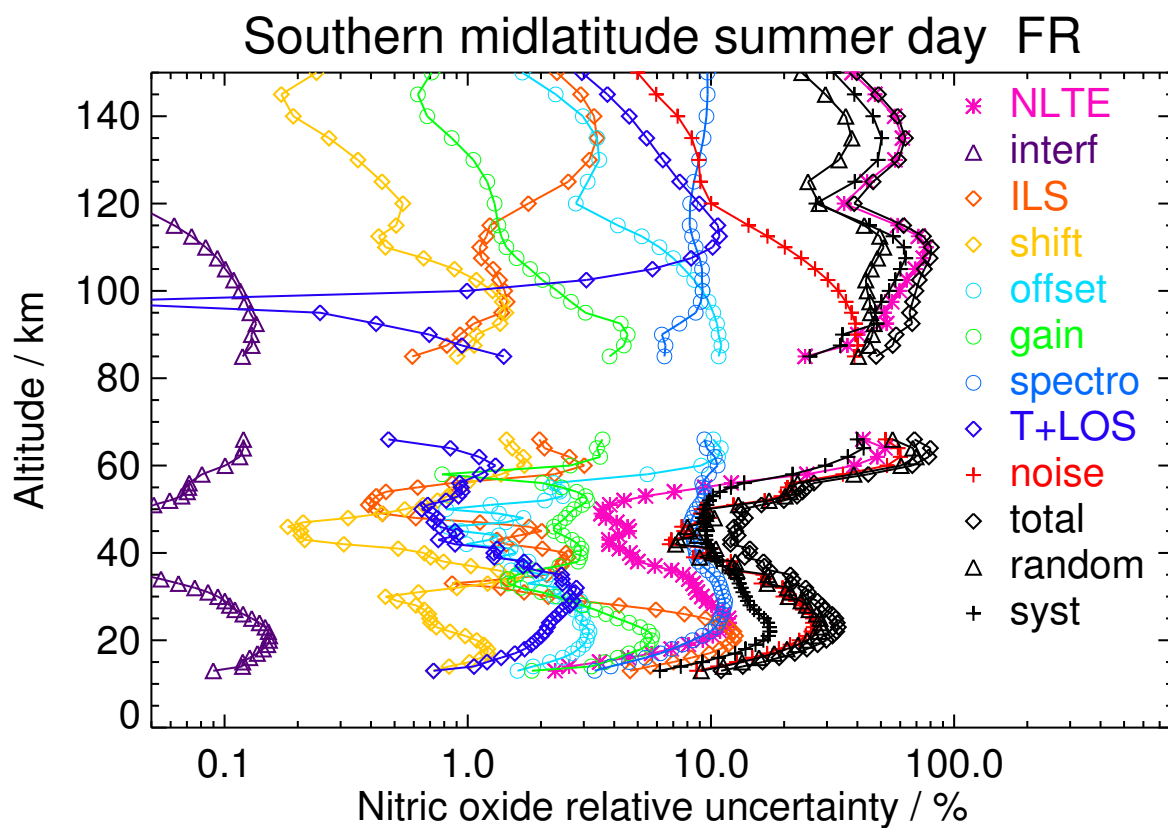 Southern midlatitude summer day FR
Altitude / km
140
120
100
80
60
40
20
0
0.1
1.0
10.0
100.0
Nitric oxide relative uncertainty / %
NLTE
interf
ILS
shift
offset
gain
spectro
T+LOS
noise
total
random
syst